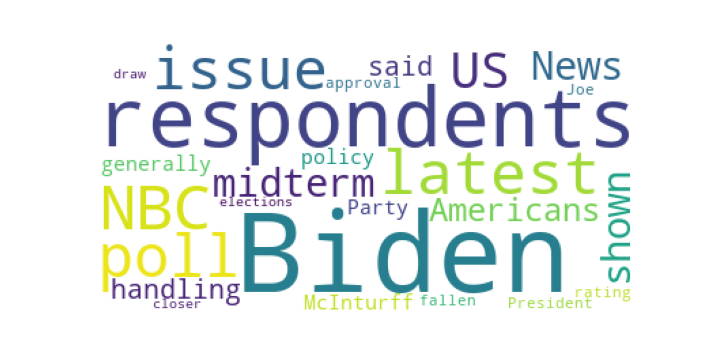 issue said US News
draw approval Joe
respondents
generally policy latest
midterm shown
NBC elections Party Americans
poll Biden
handling rating
closer McInturff fallen President